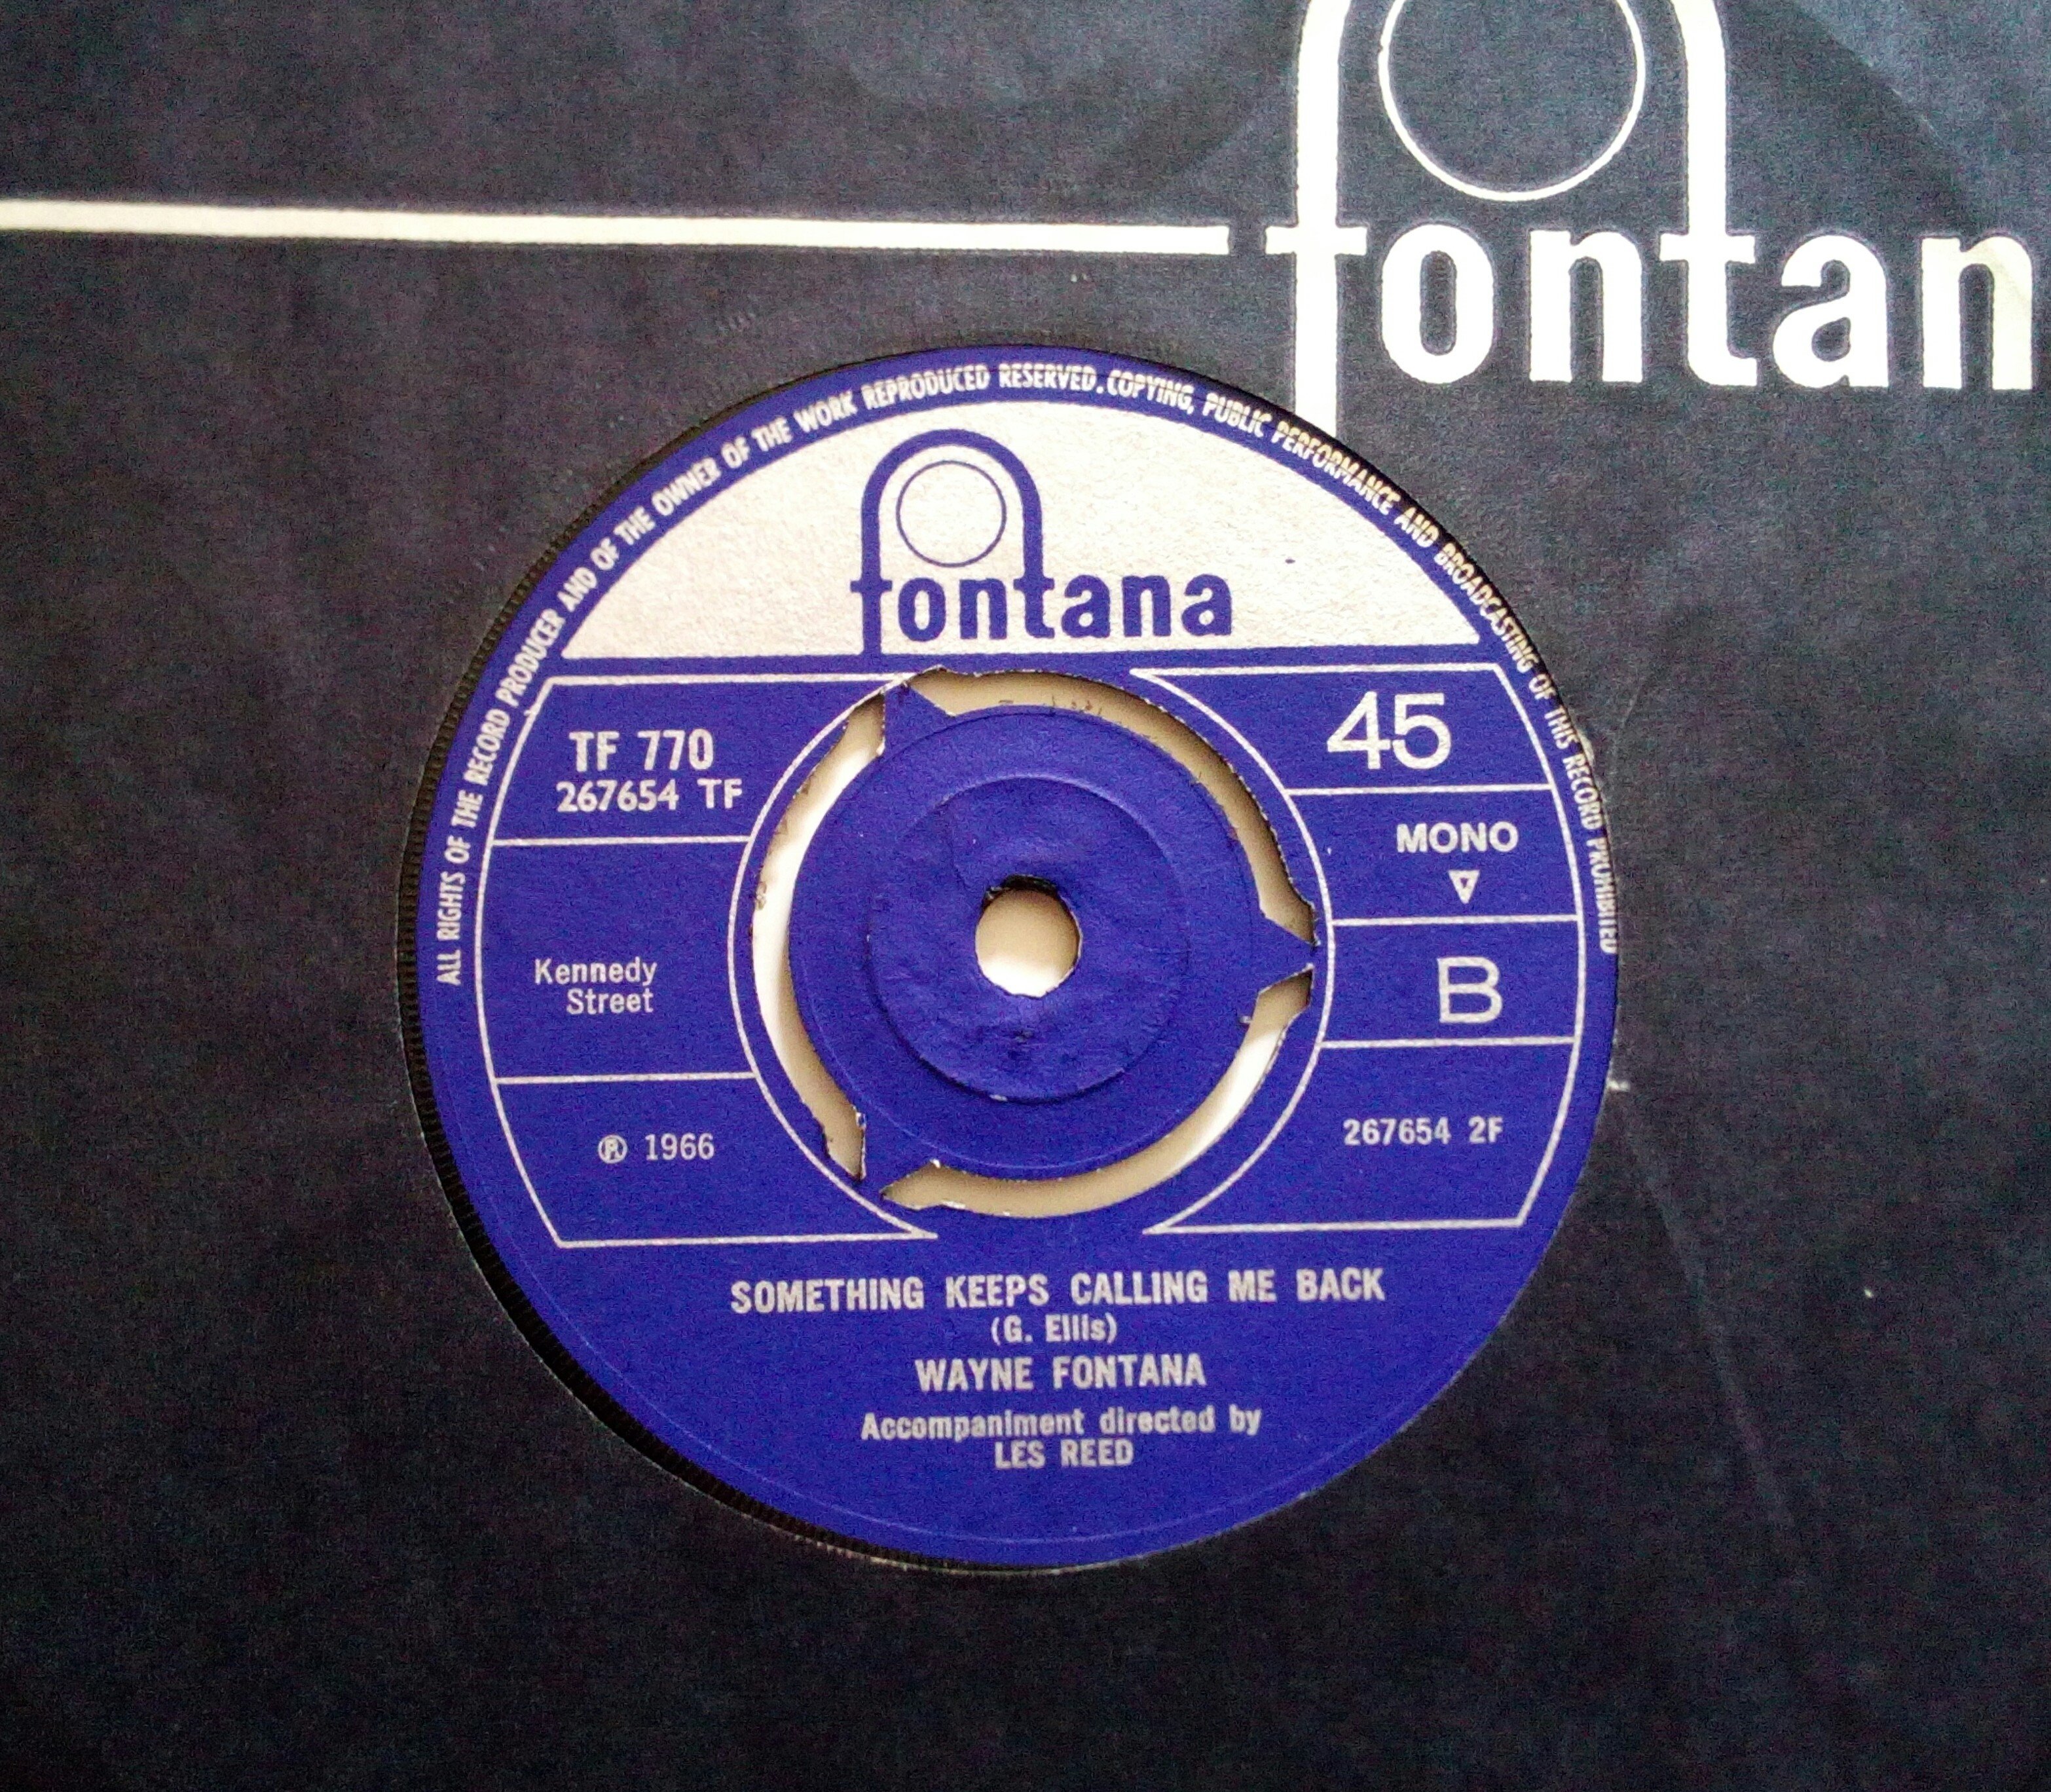 fontan
ALL RIGHTS OF THE RECORD PRODUCER AND OF THE OWNER OF THE WORK REPRODUCED RESERVED. COPYING, PUBLIC PERFORMANCE AND BROADCASTING OF THIS RECORD PROHIBITED
fontana
TF 770
267654 TF
Kennedy
Street
℗ 1966
45
MONO
B
267654 2F
SOMETHING KEEPS CALLING ME BACK
(G. Ellis)
WAYNE FONTANA
Accompaniment directed by
LES REED